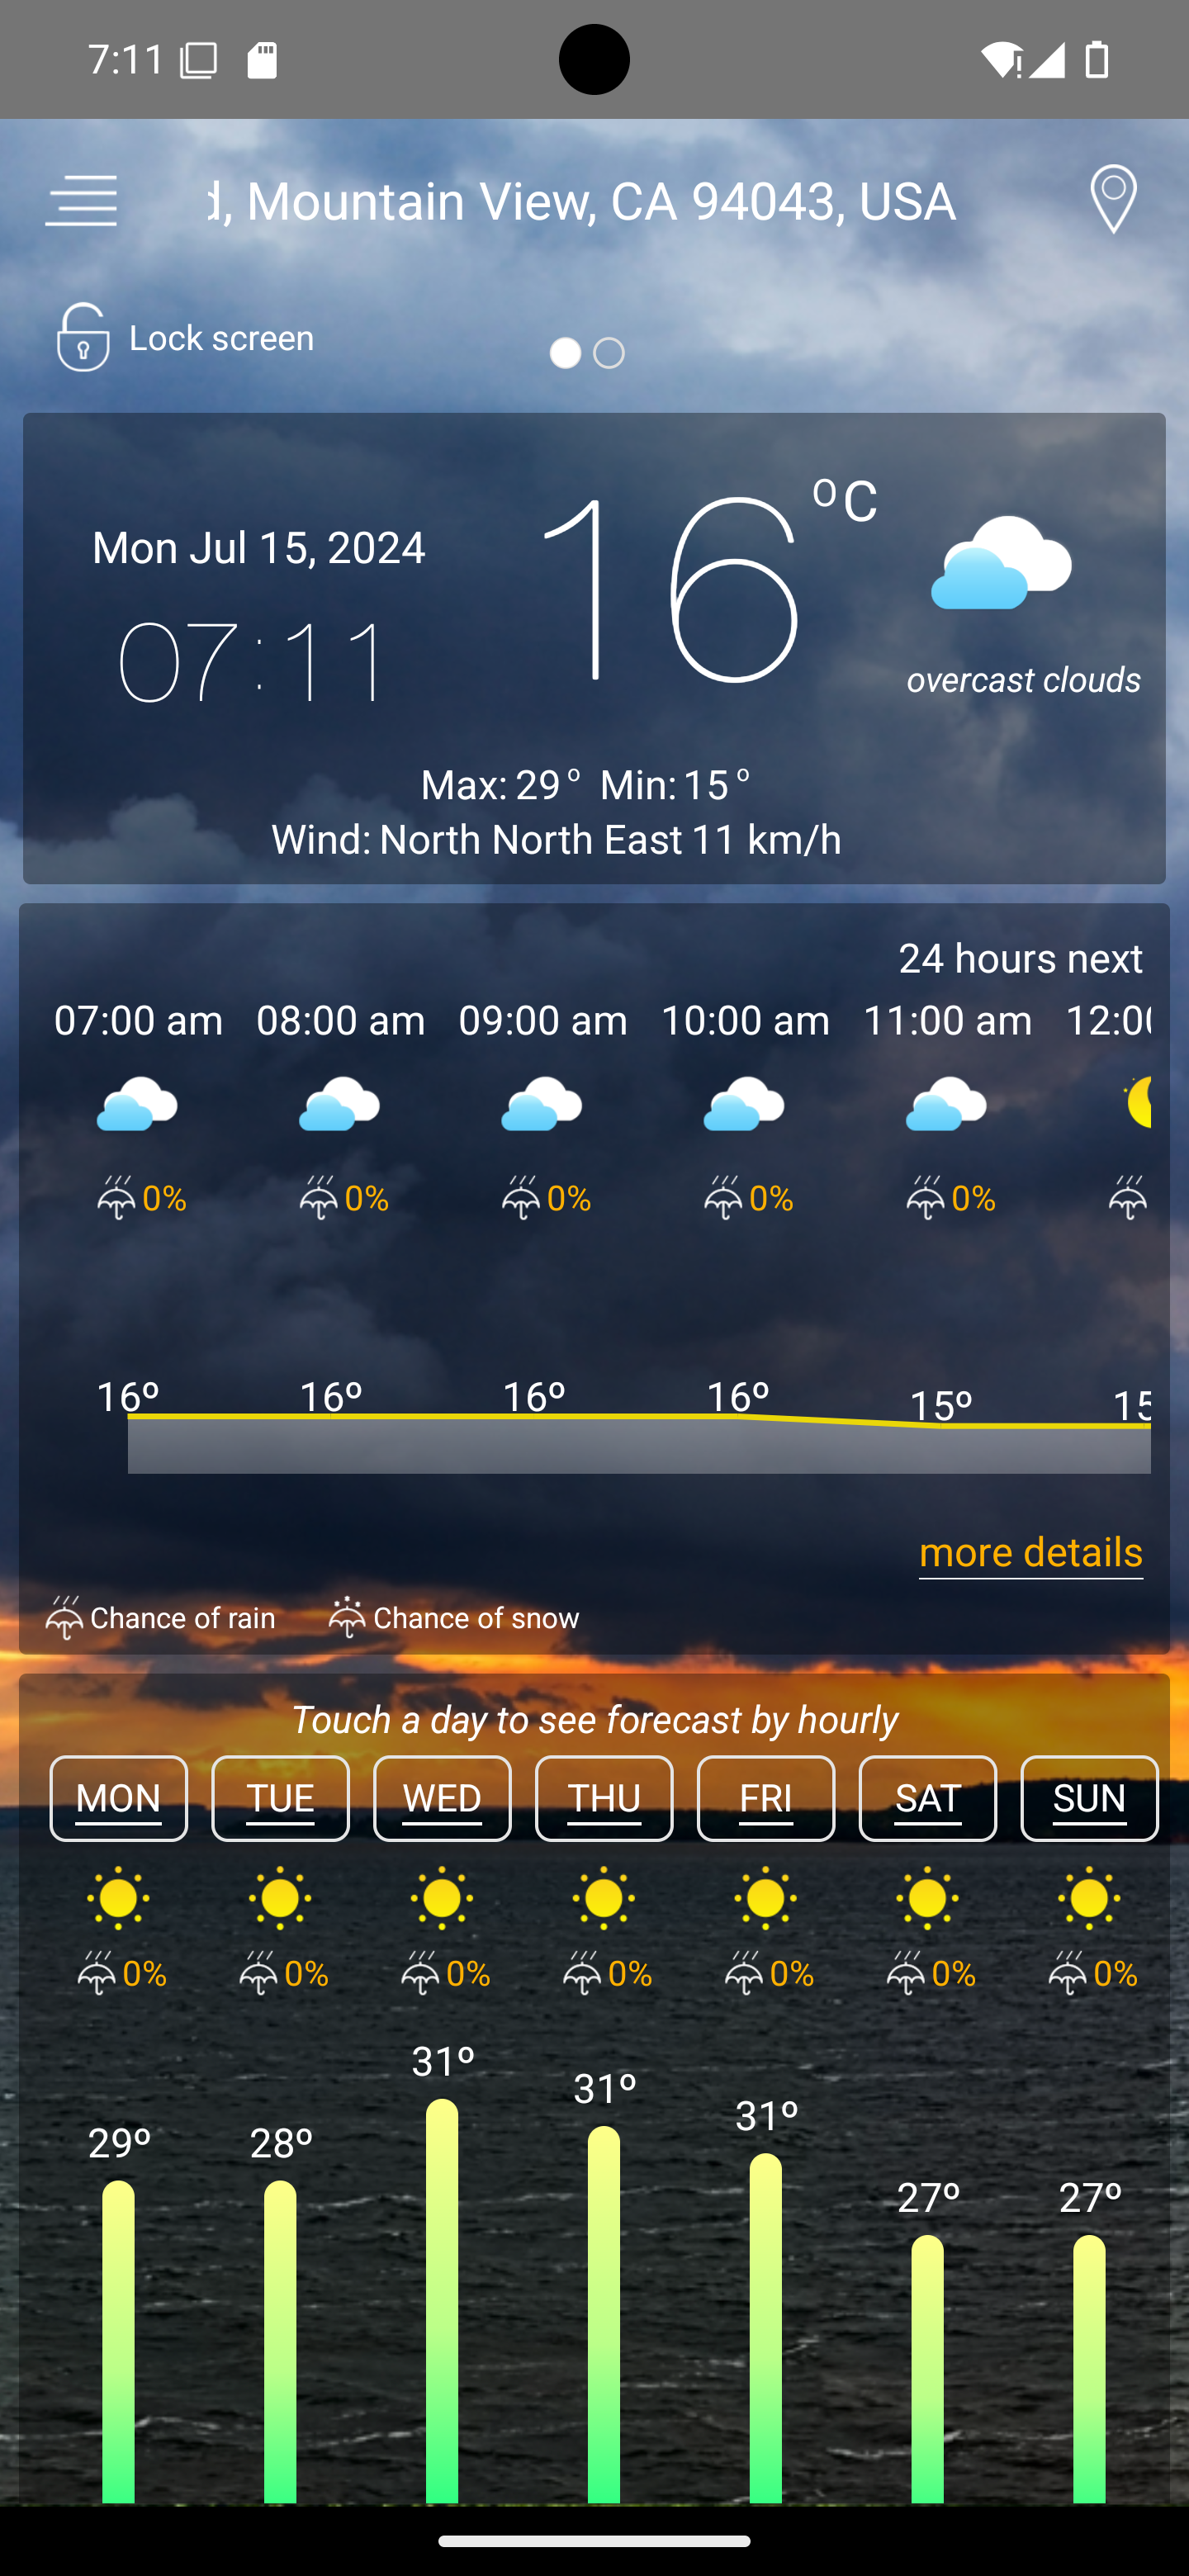 7:11
d, Mountain View, CA 94043, USA
Lock screen
16 ºC
Mon Jul 15, 2024
07:11
overcast clouds
Max: 29 º Min: 15 º
Wind: North North East 11 km/h
24 hours next
07:00 am 08:00 am 09:00 am 10:00 am 11:00 am 12:00
0% 0% 0% 0% 0%
16º 16º 16º 16º 15º 15
more details
Chance of rain Chance of snow
Touch a day to see forecast by hourly
MON TUE WED THU FRI SAT SUN
0% 0% 0% 0% 0% 0% 0%
29º 28º 31º 31º 31º 27º 27º